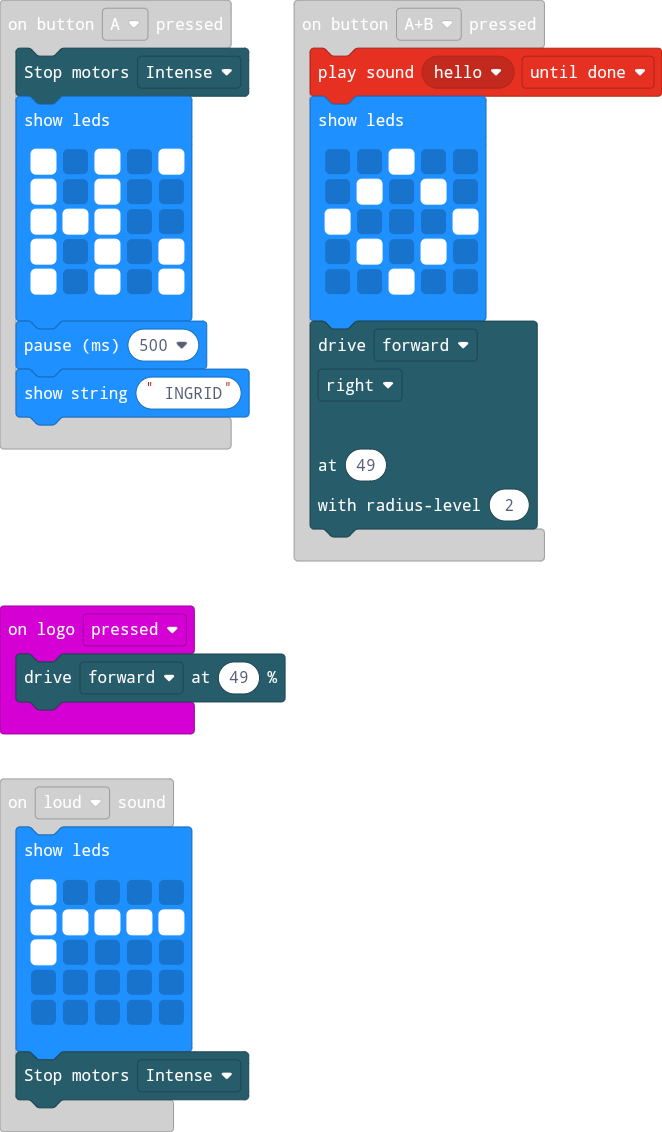 on button A pressed
Stop motors Intense
show leds
pause (ms) 500
show string " INGRID"
on button A+B pressed
play sound hello until done
show leds
drive forward
right
at 49
with radius-level 2
on logo pressed
drive forward at 49 %
on loud sound
show leds
Stop motors Intense